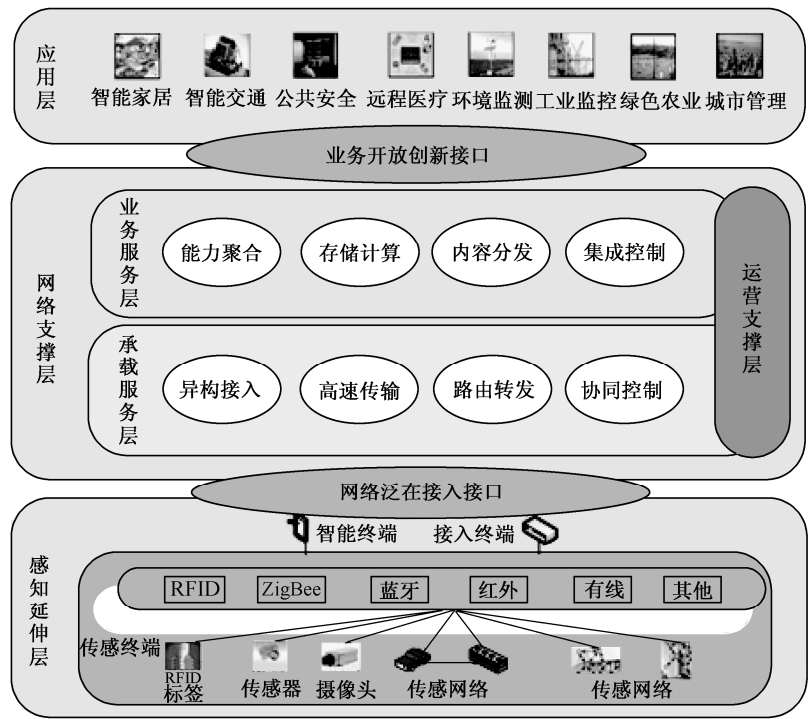 应用层
智能家居 智能交通 公共安全 远程医疗 环境监测 工业监控 绿色农业 城市管理
业务开放创新接口
网络支撑层
业务服务层
能力聚合 存储计算 内容分发 集成控制
运营支撑层
承载服务层
异构接入 高速传输 路由转发 协同控制
网络泛在接入接口
感知延伸层
智能终端 接入终端
RFID ZigBee 蓝牙 红外 有线 其他
传感终端
RFID
标签 传感器 摄像头 传感网络 传感网络